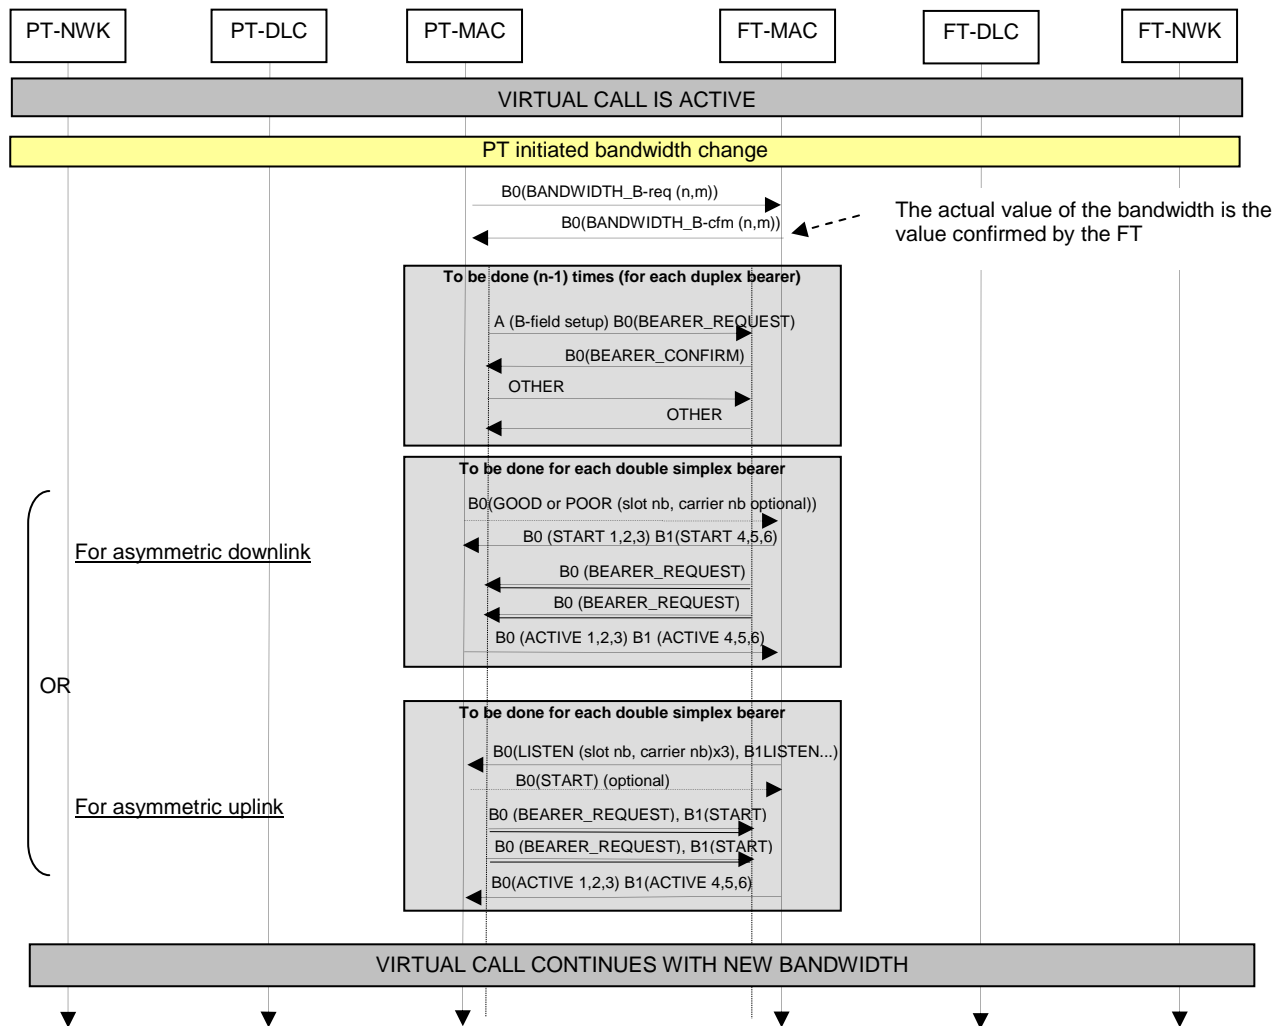 PT-NWK PT-DLC PT-MAC FT-MAC FT-DLC FT-NWK
VIRTUAL CALL IS ACTIVE
PT initiated bandwidth change
B0(BANDWIDTH_B-req (n,m))
B0(BANDWIDTH_B-cfm (n,m))
The actual value of the bandwidth is the
value confirmed by the FT
To be done (n-1) times (for each duplex bearer)
A (B-field setup) B0(BEARER_REQUEST)
B0(BEARER_CONFIRM)
OTHER
OTHER
To be done for each double simplex bearer
B0(GOOD or POOR (slot nb, carrier nb optional))
B0 (START 1,2,3) B1(START 4,5,6)
For asymmetric downlink
B0 (BEARER_REQUEST)
B0 (BEARER_REQUEST)
B0 (ACTIVE 1,2,3) B1 (ACTIVE 4,5,6)
OR
To be done for each double simplex bearer
B0(LISTEN (slot nb, carrier nb)x3), B1LISTEN...)
B0(START) (optional)
For asymmetric uplink
B0 (BEARER_REQUEST), B1(START)
B0 (BEARER_REQUEST), B1(START)
B0(ACTIVE 1,2,3) B1(ACTIVE 4,5,6)
VIRTUAL CALL CONTINUES WITH NEW BANDWIDTH